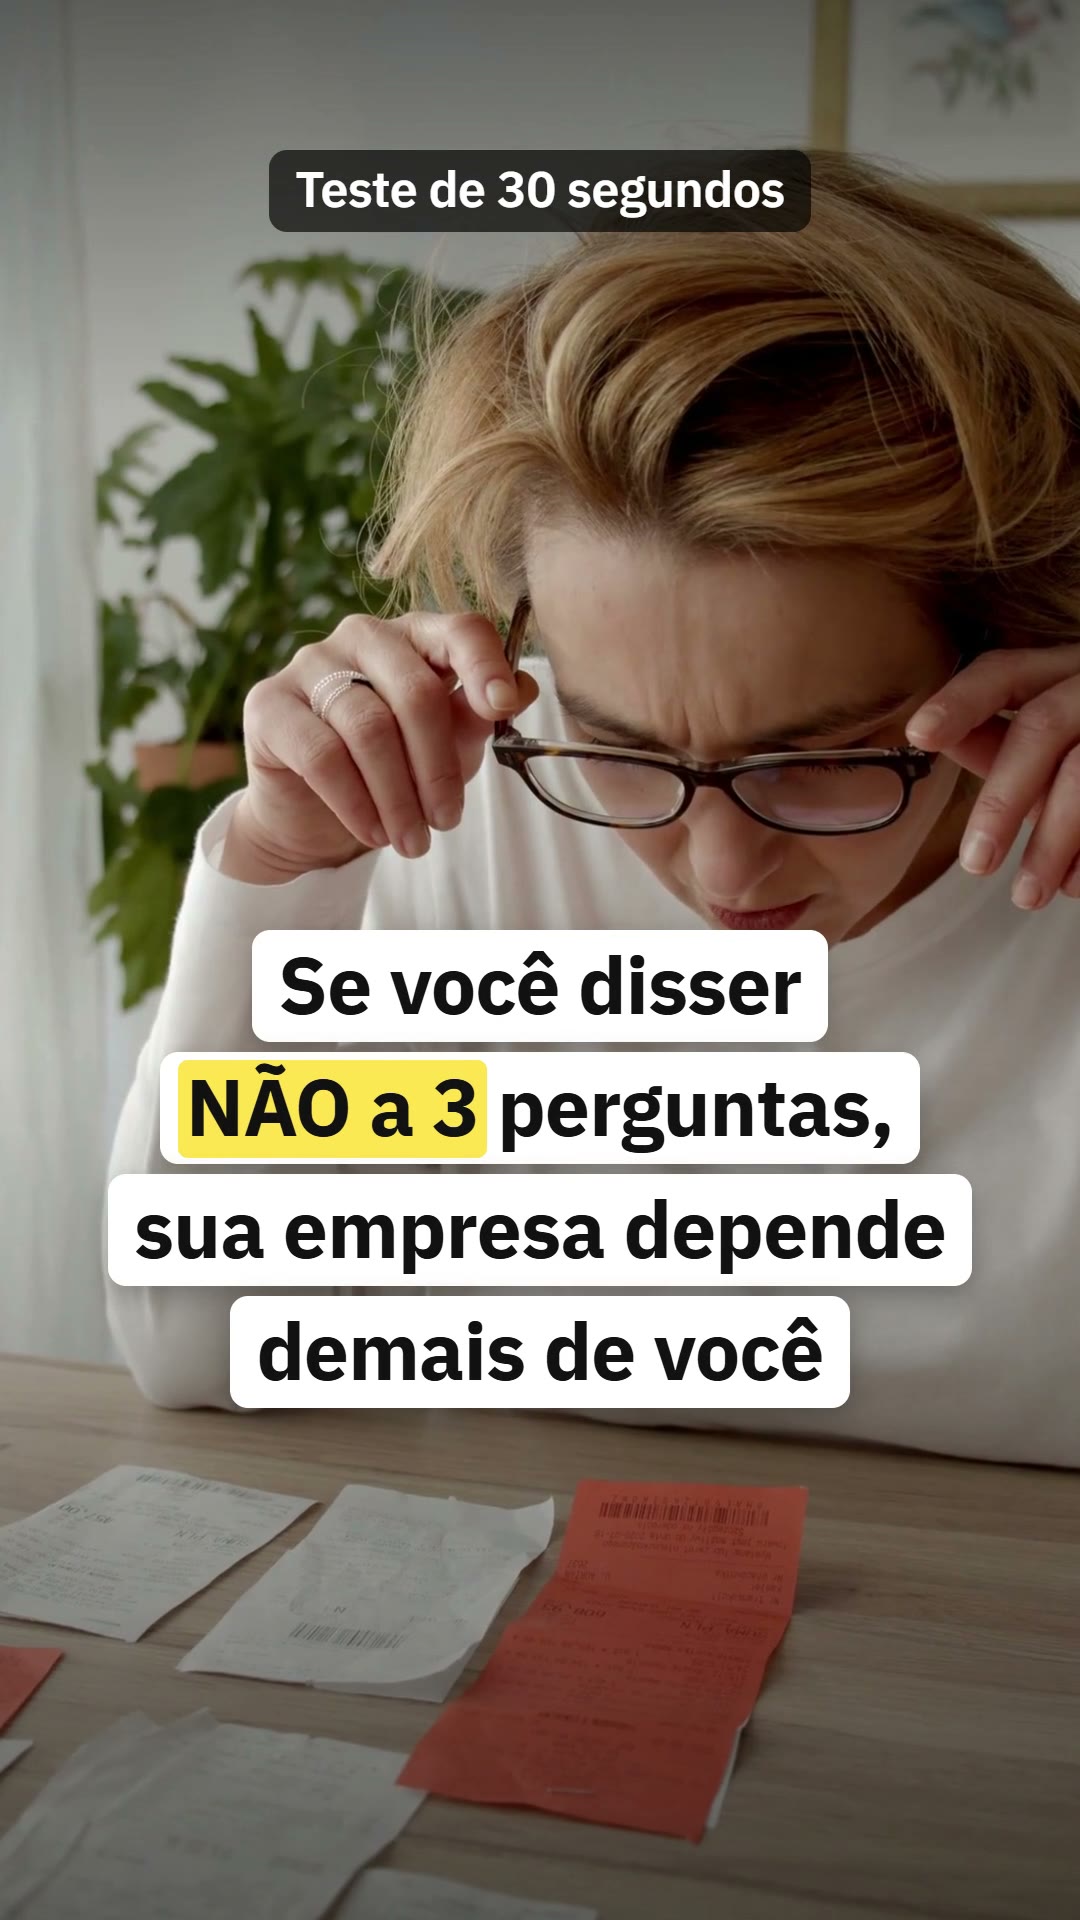 Teste de 30 segundos
Se você disser
NÃO a 3 perguntas,
sua empresa depende
demais de você